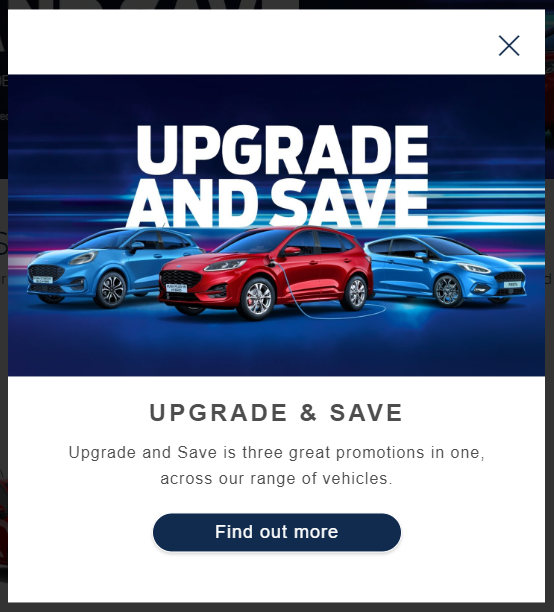 UPGRADE
AND SAVE
UPGRADE & SAVE
Upgrade and Save is three great promotions in one,
across our range of vehicles.
Find out more